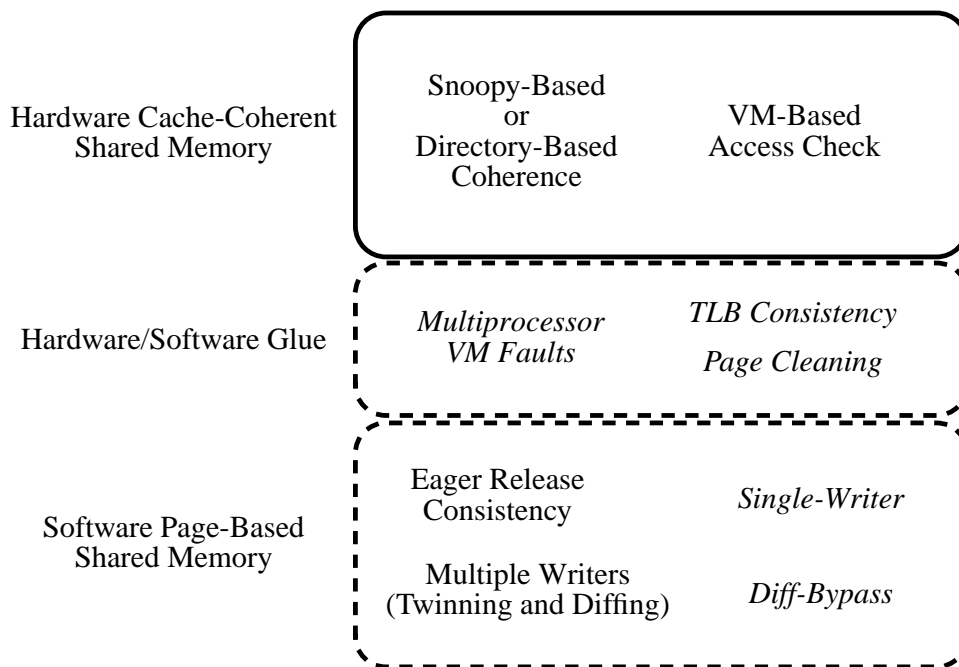 Hardware Cache-Coherent
Shared Memory
Snoopy-Based
or
Directory-Based
Coherence
VM-Based
Access Check
Hardware/Software Glue
Multiprocessor
VM Faults
TLB Consistency
Page Cleaning
Software Page-Based
Shared Memory
Eager Release
Consistency
Single-Writer
Multiple Writers
(Twinning and Diffing)
Diff-Bypass